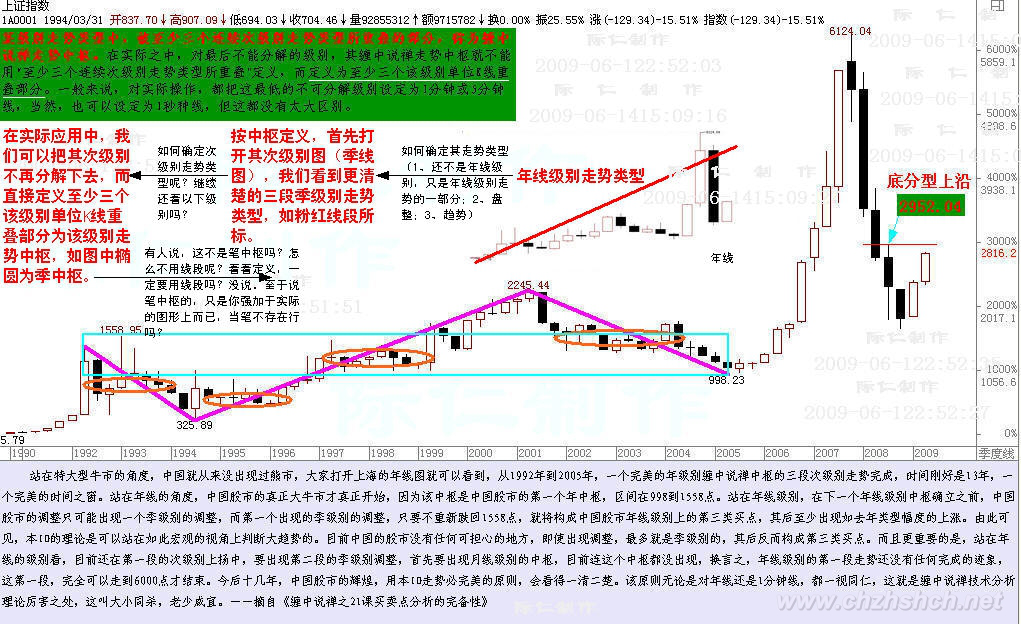 上证指数
1A0001 1994/03/31 开837.70↓高907.09↓低694.03↓收704.46↓量92855312↑额9715782↓换0.00% 振25.55% 涨(-129.34)-15.51% 指数(-129.34)-15.51%
某级别走势类型中，被至少三个连续次级别走势类型所重叠的部分，称为缠中
说禅走势中枢。在实际之中，对最后不能分解的级别，其缠中说禅走势中枢就不能
用"至少三个连续次级别走势类型所重叠"定义，而定义为至少三个该级别单位K线重
叠部分。一般来说，对实际操作，都把这最低的不可分解级别设定为1分钟或5分钟
线，当然，也可以设定为1秒种线，但这都没有太大区别。
在实际应用中，我
们可以把其次级别
不再分解下去，而
直接定义至少三个
该级别单位K线重
叠部分为该级别走
势中枢，如图中椭
圆为季中枢。
如何确定次
级别走势类
型呢？继续
还看以下级
别吗？
按中枢定义，首先打
开其次级别图（季线
图），我们看到更清
楚的三段季级别走势
类型，如粉红线段所
标。
如何确定其走势类型
（1、还不是年线级
别，只是年线级别走势
的一部分；2、盘
整；3、趋势）
年线级别走势类型
有人说，这不是笔中枢吗？怎
么不用线段呢？看看定义，一
定要用线段吗？没说。至于说
笔中枢的，只是你强加于实际
的图形上而已，当笔不存在行
吗？
年线
底分型上沿
2952.04
6124.04
2245.44
1558.95
998.23
325.89
5.79
6000%
5859.1
5000%
4298.6
4000%
3938.1
3000%
2816.2
2000%
2017.1
1000%
1056.6
0%
1990 1992 1993 1994 1995 1996 1997 1998 1999 2000 2001 2002 2003 2004 2005 2006 2007 2008 2009 季度线
站在特大型牛市的角度，中国就从来没出现过熊市，大家打开上海的年线图就可以看到，从1992年到2005年，一个完美的年级别缠中说禅中枢的三段次级别走势完成，时间刚好是13年，一
个完美的时间之窗。站在年线的角度，中国股市的真正大牛市才真正开始，因为该中枢是中国股市的第一个年中枢，区间在998到1558点。站在年线级别，在下一个年线级别中枢确立之前，中国
股市的调整只可能出现一个季级别的调整，而第一个出现的季级别的调整，只要不重新跌回1558点，就将构成中国股市年线级别上的第三类买点，其后至少出现如去年类型幅度的上涨。由此可
见，本ID的理论是可以站在如此宏观的视角上判断大趋势的。目前中国的股市没有任何可担心的地方，即使出现调整，最多就是季级别的，其后反而构成第三类买点。而且更重要的是，站在年
线的级别看，目前还在第一段的次级别上扬中，要出现第二段的季级别调整，首先要出现月线级别的中枢，目前连这个中枢都没出现，换言之，年线级别的第一段走势还没有任何完成的迹象，
这第一段，完全可以走到6000点才结束。今后十几年，中国股市的辉煌，用本ID走势必完美的原则，会看得一清二楚。该原则无论是对年线还是1分钟线，都一视同仁，这就是缠中说禅技术分析
理论厉害之处，这叫大小同杀，老少咸宜。——摘自《缠中说禅之21课买卖点分析的完备性》
www.chzhshch.net